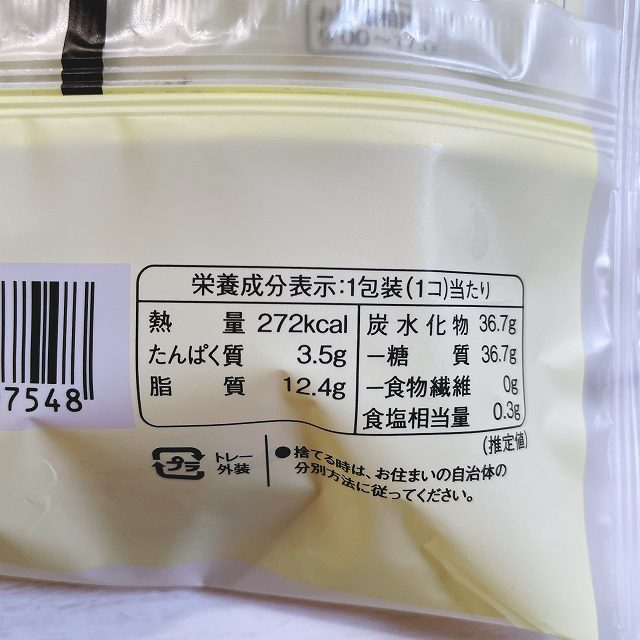 栄養成分表示:1包装(1コ)当たり
熱量 272kcal
たんぱく質 3.5g
脂質 12.4g
炭水化物 36.7g
―糖質 36.7g
―食物繊維 0g
食塩相当量 0.3g
(推定値)
7548
プラ
トレー
外装
●捨てる時は、お住まいの自治体の
分別方法に従ってください。